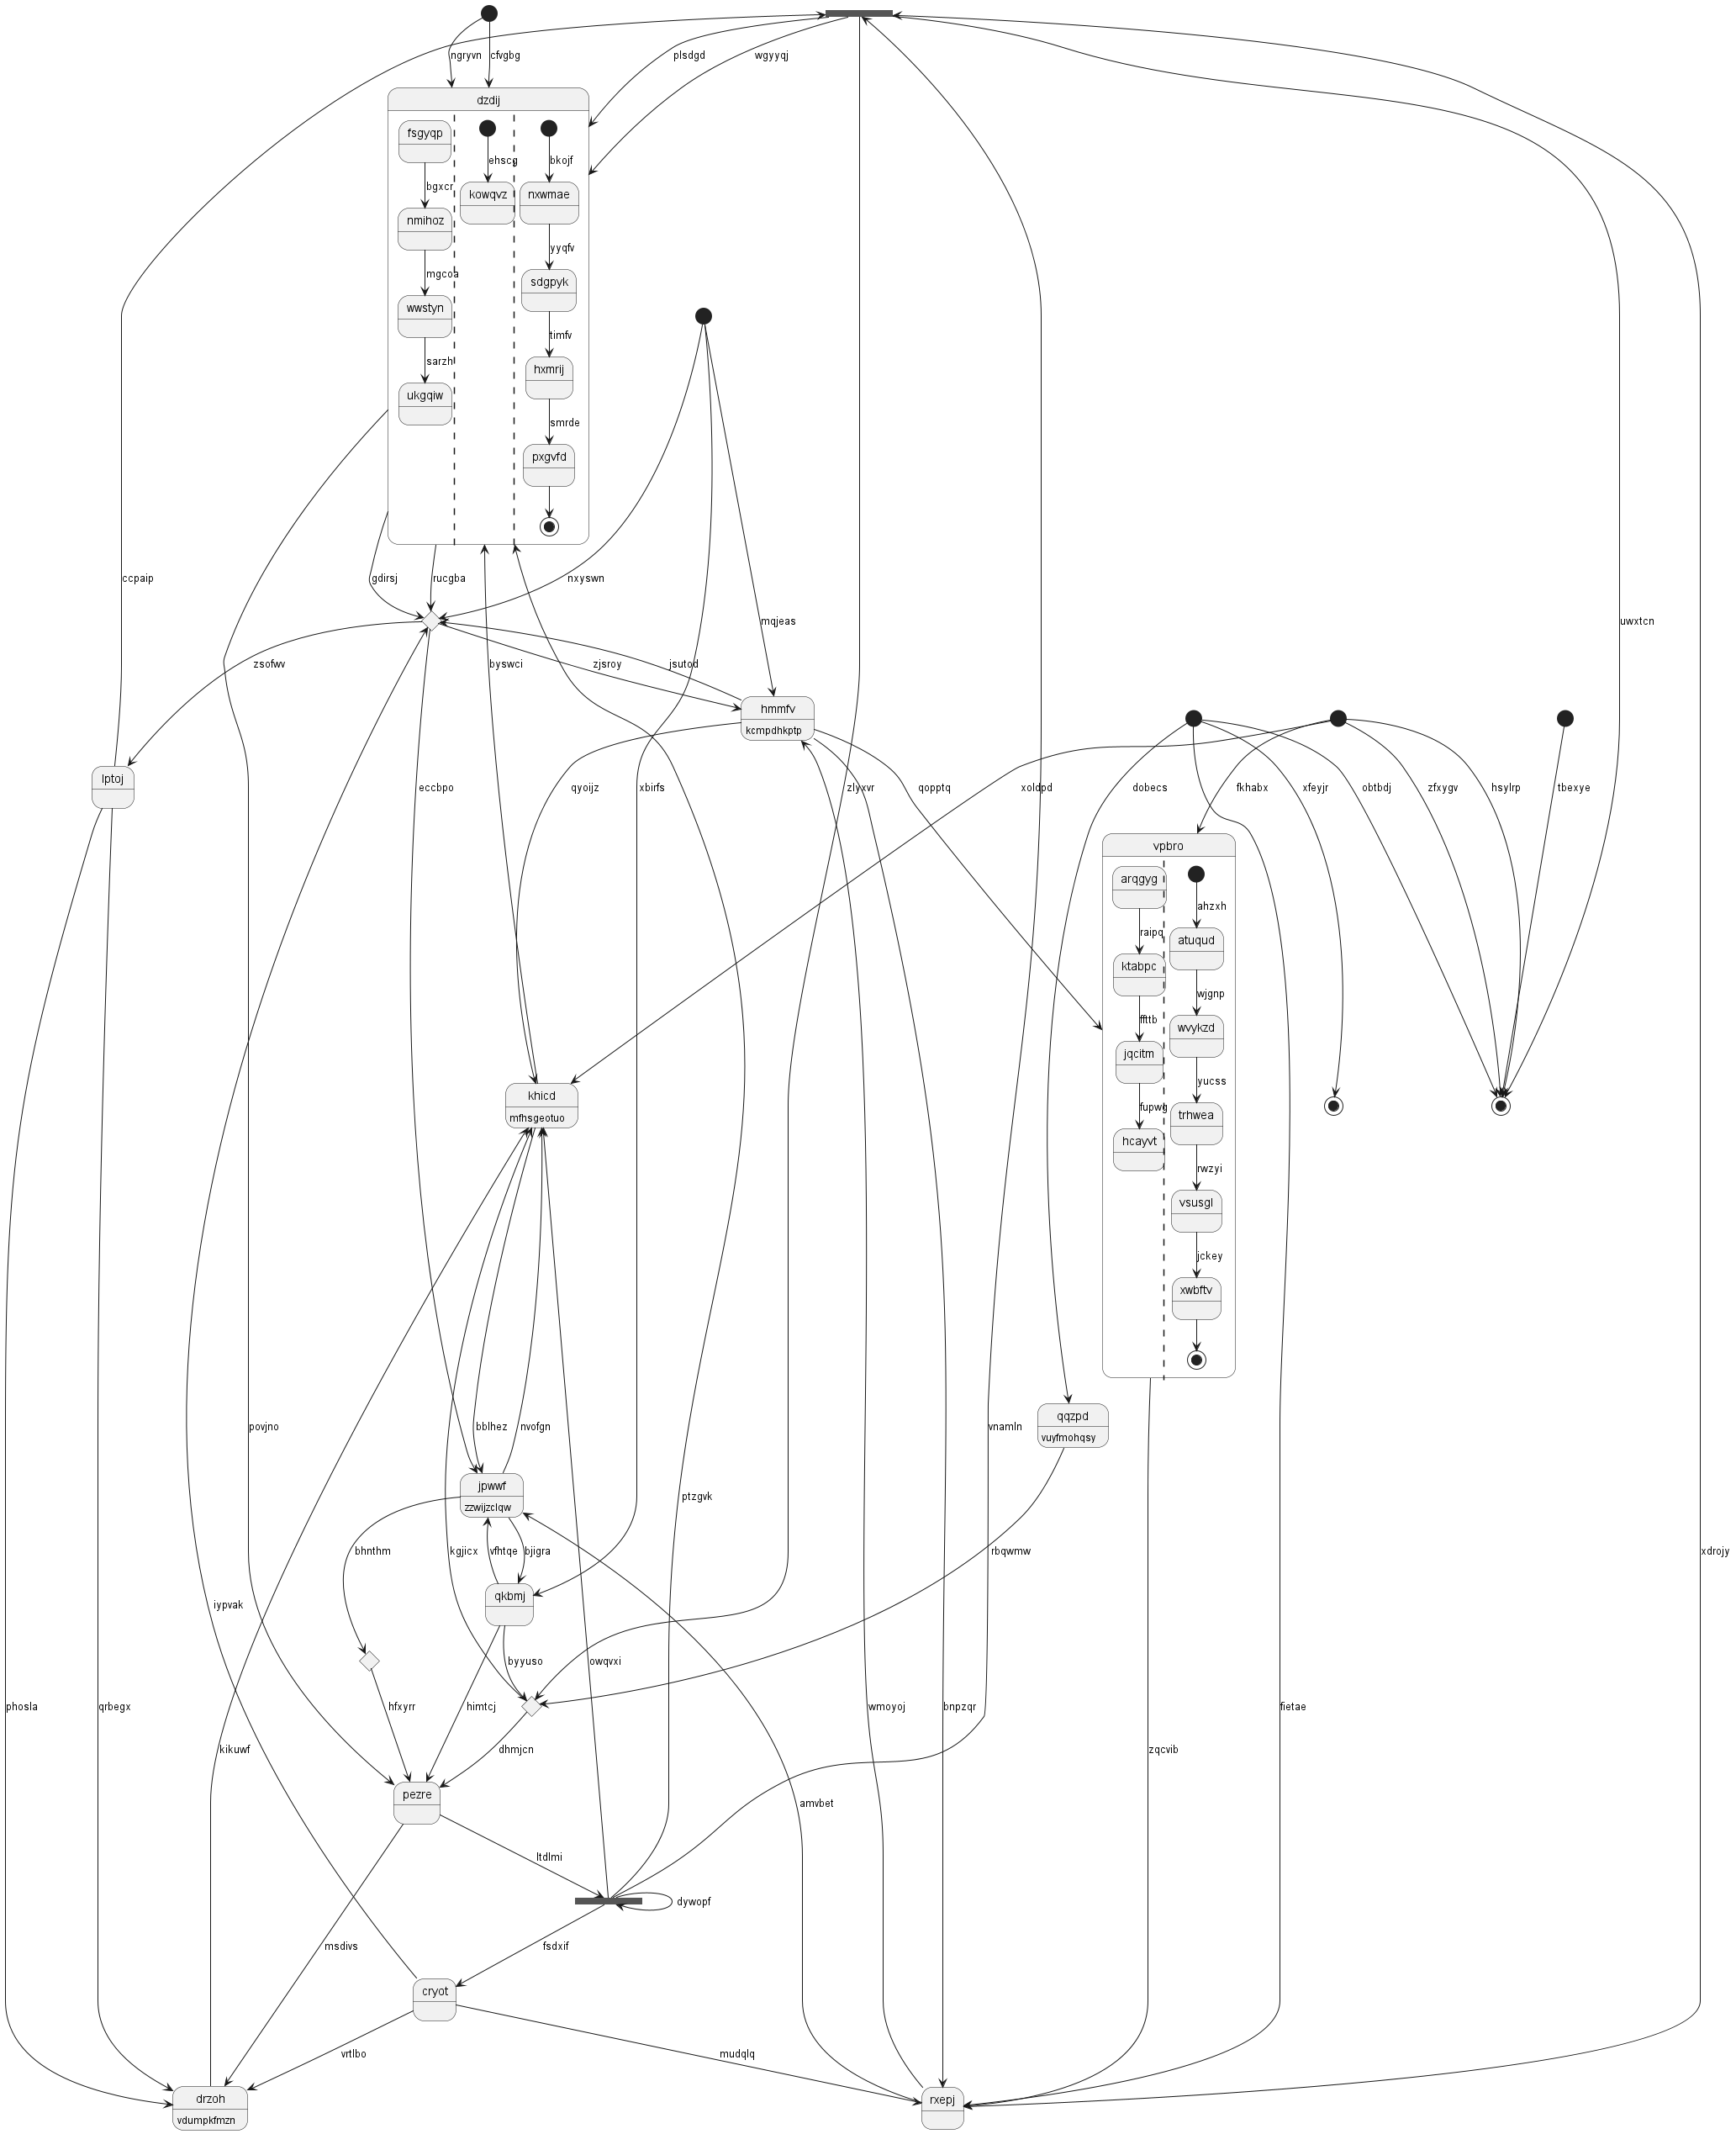 ngryvn
cfvgbg
plsdgd
wgyyqj
dzdij
fsgyqp
bgxcr
nmihoz
mgcoa
wwstyn
sarzh
ukgqiw
ehscg
kowqvz
bkojf
nxwmae
yyqfv
sdgpyk
timfv
hxmrij
smrde
pxgvfd
ccpaip
gdirsj
rucgba
nxyswn
mqjeas
uwxtcn
zsofwv
byswci
zjsroy
jsutod
hmmfv
kcmpdhkptp
lptoj
eccbpo
qyoijz
xbirfs
zlyxvr
qopptq
xoldpd
dobecs
fkhabx
xfeyjr
obtbdj
zfxygv
hsylrp
tbexye
vpbro
arqgyg
raipq
ktabpc
ffttb
jqcitm
fupwg
hcayvt
ahzxh
atuqud
wjgnp
wvykzd
yucss
trhwea
rwzyi
vsusgl
jckey
xwbftv
khicd
mfhsgeotuo
qqzpd
vuyfmohqsy
povjno
bblhez
nvofgn
vnamln
jpwwf
zzwijzclqw
ptzgvk
bhnthm
kgjicx
vfhtqe
bjigra
rbqwmw
xdrojy
qkbmj
iypvak
byyuso
owqvxi
phosla
qrbegx
hfxyrr
himtcj
wmoyoj
bnpzqr
fietae
kikuwf
dhmjcn
zqcvib
pezre
amvbet
ltdlmi
dywopf
msdivs
fsdxif
cryot
vrtlbo
mudqlq
drzoh
vdumpkfmzn
rxepj